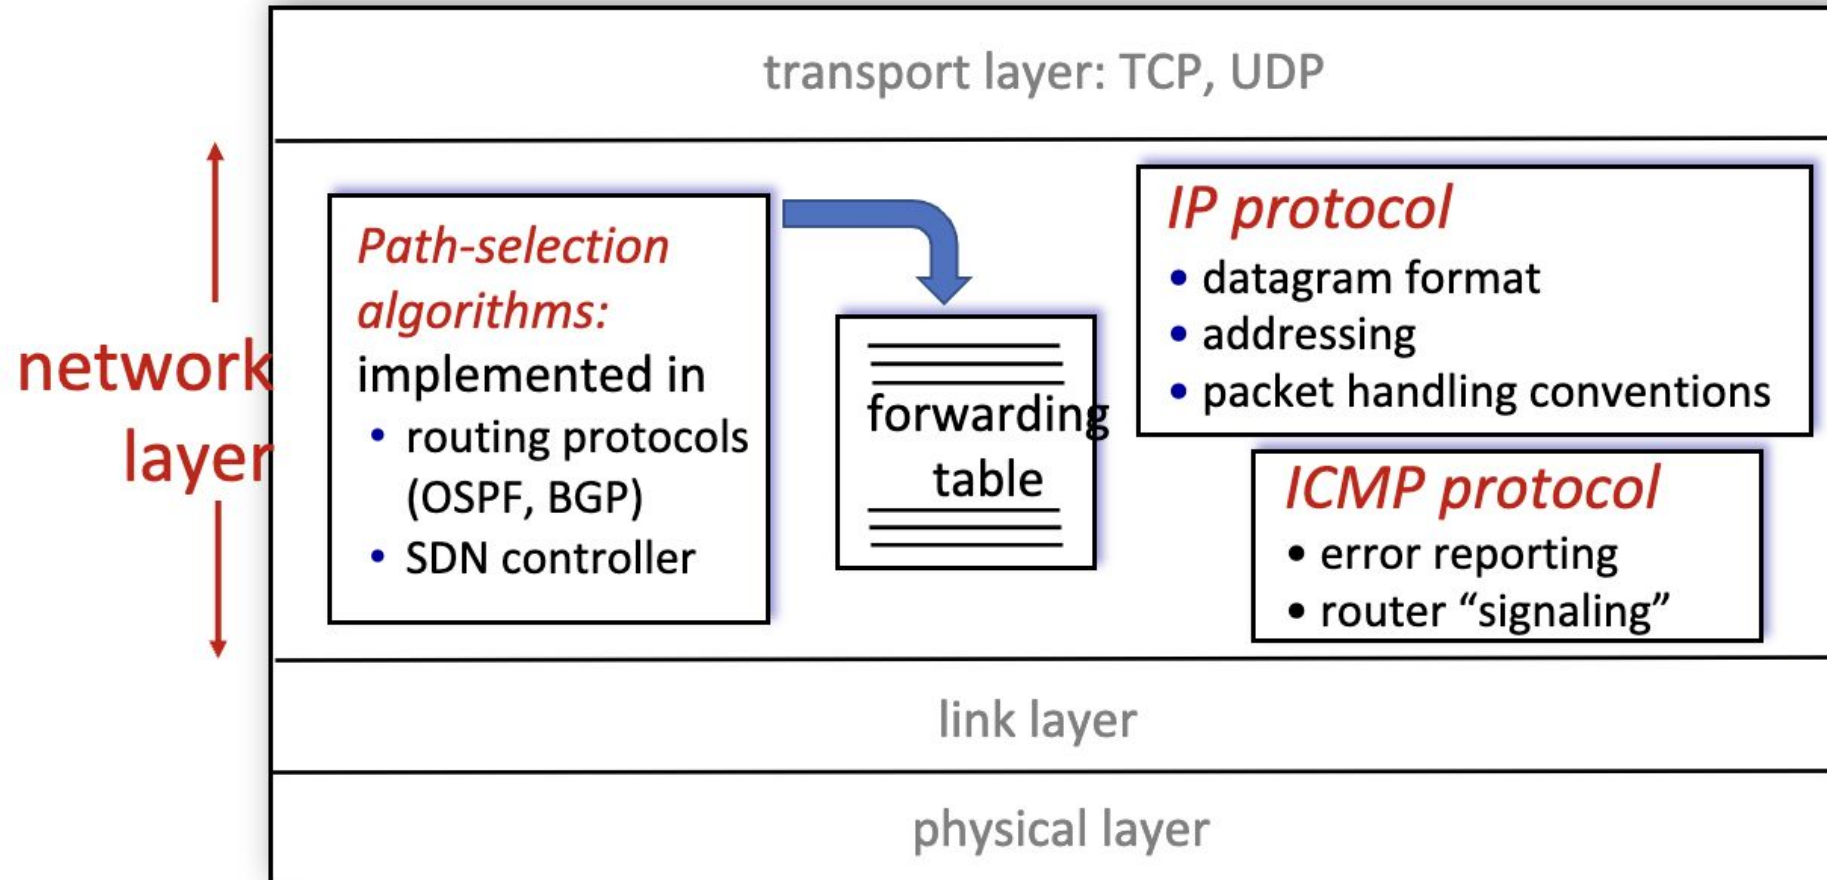 transport layer: TCP, UDP
network
layer
Path-selection
algorithms:
implemented in
• routing protocols
(OSPF, BGP)
• SDN controller
forwarding
table
IP protocol
• datagram format
• addressing
• packet handling conventions
ICMP protocol
• error reporting
• router “signaling”
link layer
physical layer